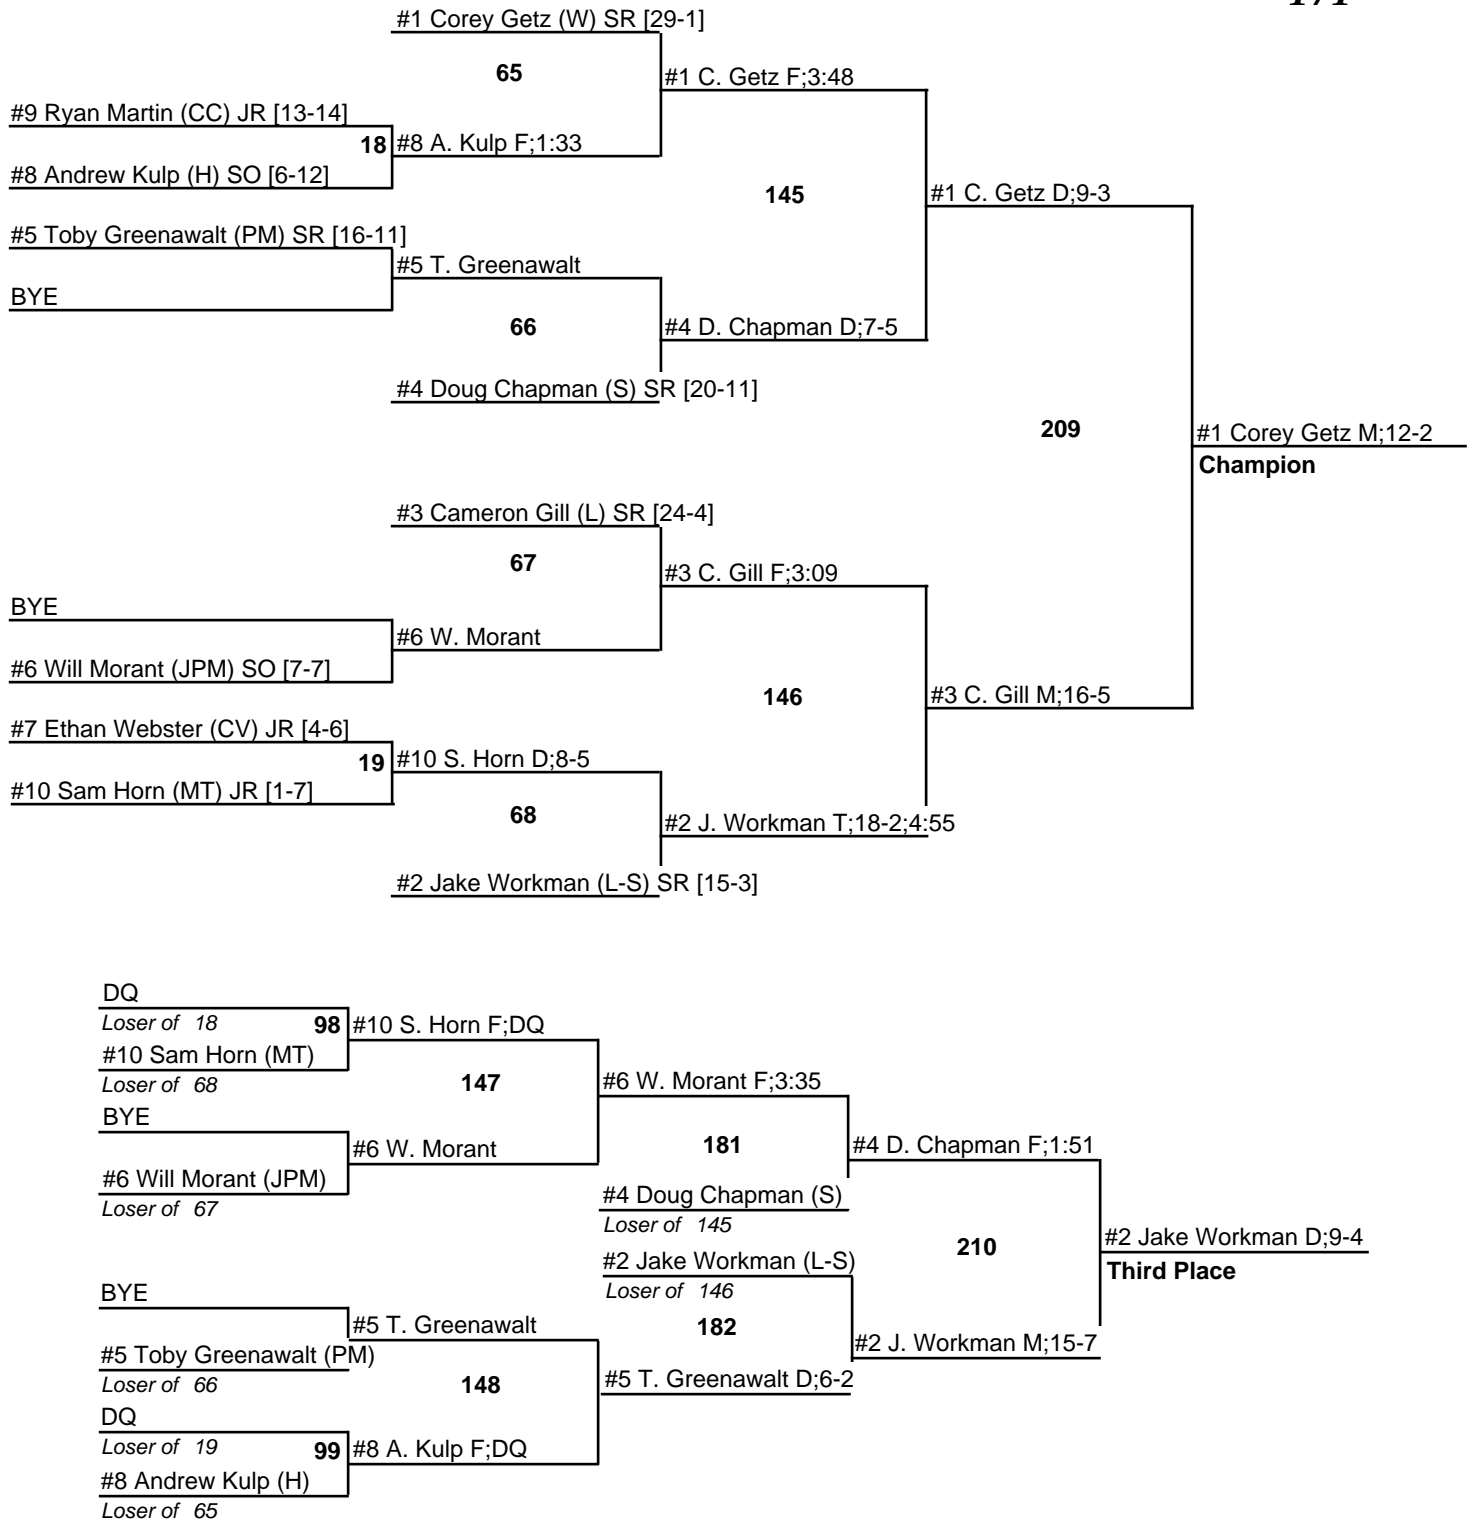 #1 Corey Getz (W) SR [29-1]
65
#1 C. Getz F;3:48
#9 Ryan Martin (CC) JR [13-14]
18
#8 A. Kulp F;1:33
#8 Andrew Kulp (H) SO [6-12]
145
#1 C. Getz D;9-3
#5 Toby Greenawalt (PM) SR [16-11]
#5 T. Greenawalt
BYE
66
#4 D. Chapman D;7-5
#4 Doug Chapman (S) SR [20-11]
209
#1 Corey Getz M;12-2
Champion
#3 Cameron Gill (L) SR [24-4]
67
#3 C. Gill F;3:09
BYE
#6 W. Morant
#6 Will Morant (JPM) SO [7-7]
146
#3 C. Gill M;16-5
#7 Ethan Webster (CV) JR [4-6]
19
#10 S. Horn D;8-5
#10 Sam Horn (MT) JR [1-7]
68
#2 J. Workman T;18-2;4:55
#2 Jake Workman (L-S) SR [15-3]
DQ
Loser of 18
98
#10 S. Horn F;DQ
#10 Sam Horn (MT)
Loser of 68
147
#6 W. Morant F;3:35
BYE
#6 W. Morant
181
#4 D. Chapman F;1:51
#6 Will Morant (JPM)
Loser of 67
#4 Doug Chapman (S)
Loser of 145
210
#2 Jake Workman D;9-4
Third Place
#2 Jake Workman (L-S)
Loser of 146
BYE
#5 T. Greenawalt
182
#2 J. Workman M;15-7
#5 Toby Greenawalt (PM)
Loser of 66
148
#5 T. Greenawalt D;6-2
DQ
Loser of 19
99
#8 A. Kulp F;DQ
#8 Andrew Kulp (H)
Loser of 65